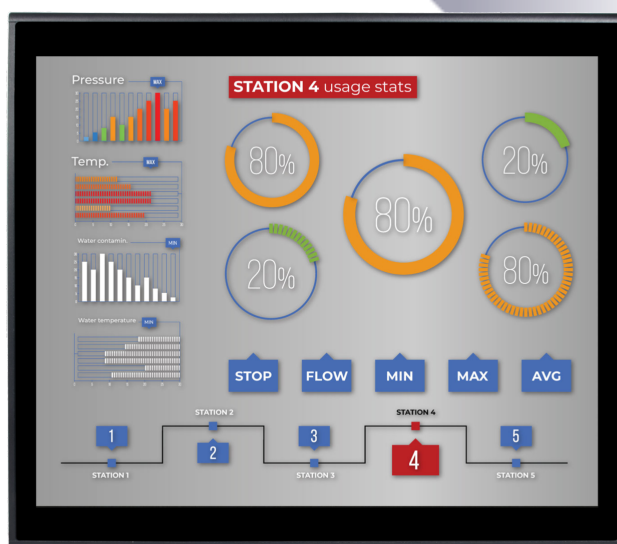 Pressure
MAX
STATION 4 usage stats
80%
20%
80%
Temp.
MAX
Water contamin.
MIN
20%
80%
Water temperature
MIN
STOP
FLOW
MIN
MAX
AVG
STATION 2
STATION 4
1
3
5
2
4
STATION 1
STATION 3
STATION 5